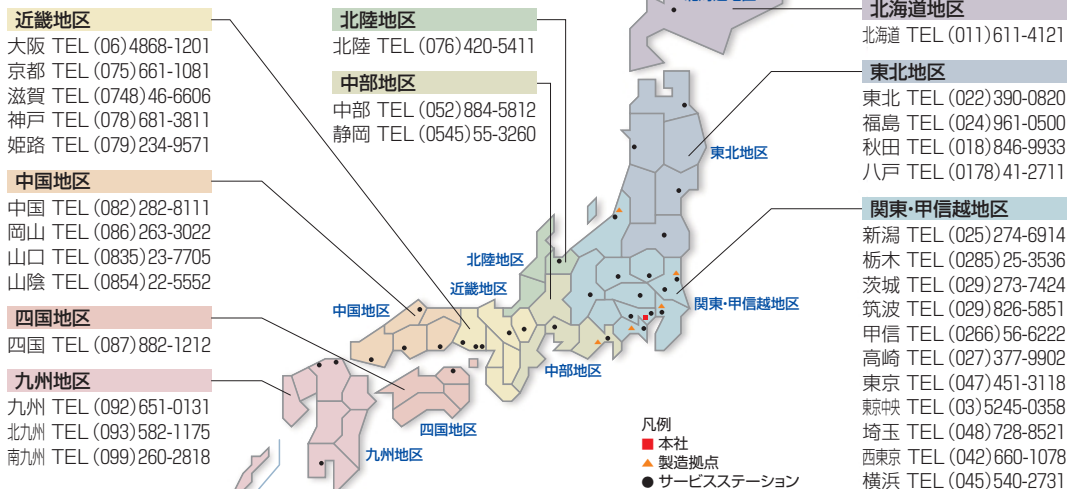 近畿地区
大阪 TEL (06)4868-1201
京都 TEL (075)661-1081
滋賀 TEL (0748)46-6606
神戸 TEL (078)681-3811
姫路 TEL (079)234-9571
中国地区
中国 TEL (082)282-8111
岡山 TEL (086)263-3022
山口 TEL (0835)23-7705
山陰 TEL (0854)22-5552
四国地区
四国 TEL (087)882-1212
九州地区
九州 TEL (092)651-0131
北九州 TEL (093)582-1175
南九州 TEL (099)260-2818
北陸地区
北陸 TEL (076)420-5411
中部地区
中部 TEL (052)884-5812
静岡 TEL (0545)55-3260
東北地区
北陸地区
近畿地区
中国地区
関東・甲信越地区
中部地区
四国地区
九州地区
凡例
本社
製造拠点
サービスステーション
北海道地区
北海道 TEL (011)611-4121
東北地区
東北 TEL (022)390-0820
福島 TEL (024)961-0500
秋田 TEL (018)846-9933
八戸 TEL (0178)41-2711
関東・甲信越地区
新潟 TEL (025)274-6914
栃木 TEL (0285)25-3536
茨城 TEL (029)273-7424
筑波 TEL (029)826-5851
甲信 TEL (0266)56-6222
高崎 TEL (027)377-9902
東京 TEL (047)451-3118
東京中央 TEL (03)5245-0358
埼玉 TEL (048)728-8521
西東京 TEL (042)660-1078
横浜 TEL (045)540-2731